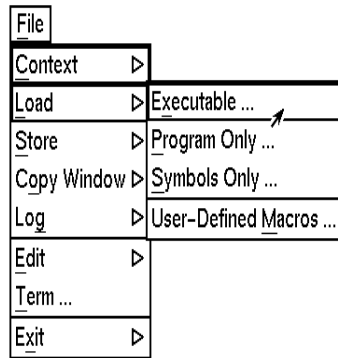 File
Context
Load
Executable ...
Store
Program Only ...
Copy Window
Symbols Only ...
Log
User-Defined Macros ...
Edit
Term ...
Exit